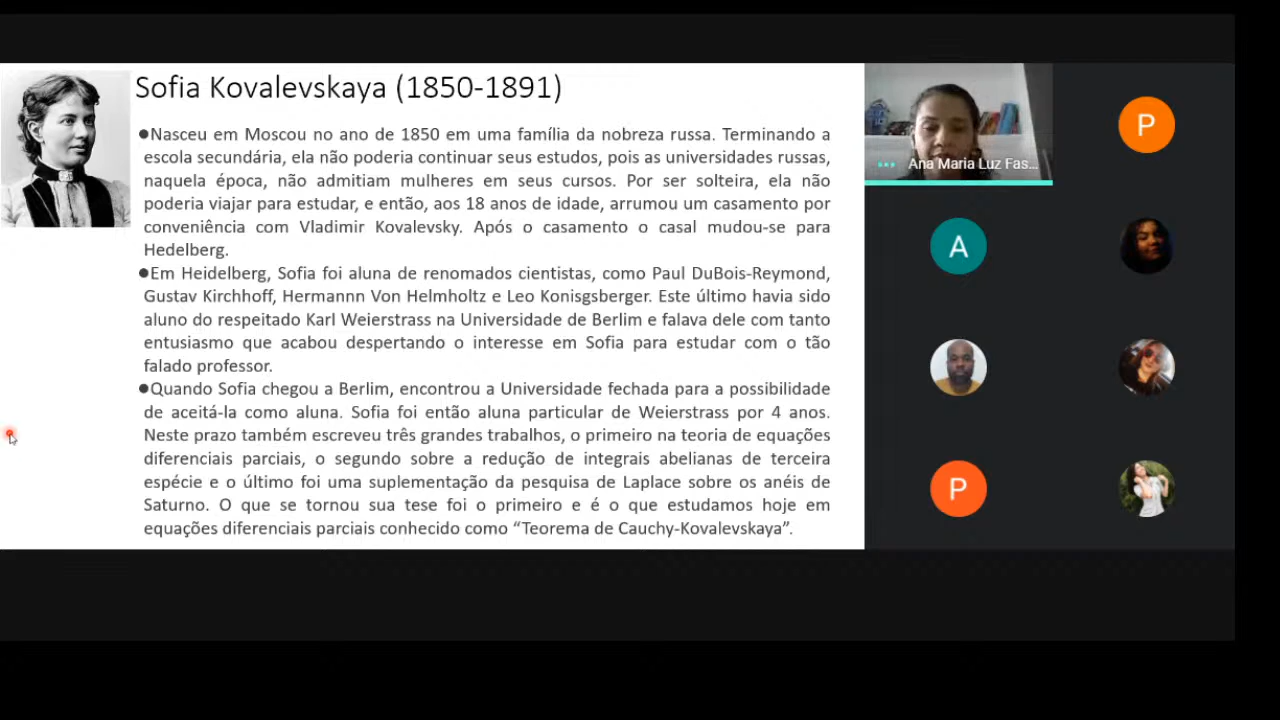 Sofia Kovalevskaya (1850-1891)
●Nasceu em Moscou no ano de 1850 em uma família da nobreza russa. Terminando a
escola secundária, ela não poderia continuar seus estudos, pois as universidades russas,
naquela época, não admitiam mulheres em seus cursos. Por ser solteira, ela não
poderia viajar para estudar, e então, aos 18 anos de idade, arrumou um casamento por
conveniência com Vladimir Kovalevsky. Após o casamento o casal mudou-se para
Hedelberg.
●Em Heidelberg, Sofia foi aluna de renomados cientistas, como Paul DuBois-Reymond,
Gustav Kirchhoff, Hermannn Von Helmholtz e Leo Konisgsberger. Este último havia sido
aluno do respeitado Karl Weierstrass na Universidade de Berlim e falava dele com tanto
entusiasmo que acabou despertando o interesse em Sofia para estudar com o tão
falado professor.
●Quando Sofia chegou a Berlim, encontrou a Universidade fechada para a possibilidade
de aceitá-la como aluna. Sofia foi então aluna particular de Weierstrass por 4 anos.
Neste prazo também escreveu três grandes trabalhos, o primeiro na teoria de equações
diferenciais parciais, o segundo sobre a redução de integrais abelianas de terceira
espécie e o último foi uma suplementação da pesquisa de Laplace sobre os anéis de
Saturno. O que se tornou sua tese foi o primeiro e é o que estudamos hoje em
equações diferenciais parciais conhecido como “Teorema de Cauchy-Kovalevskaya”.
Ana Maria Luz Fas...
P
A
P